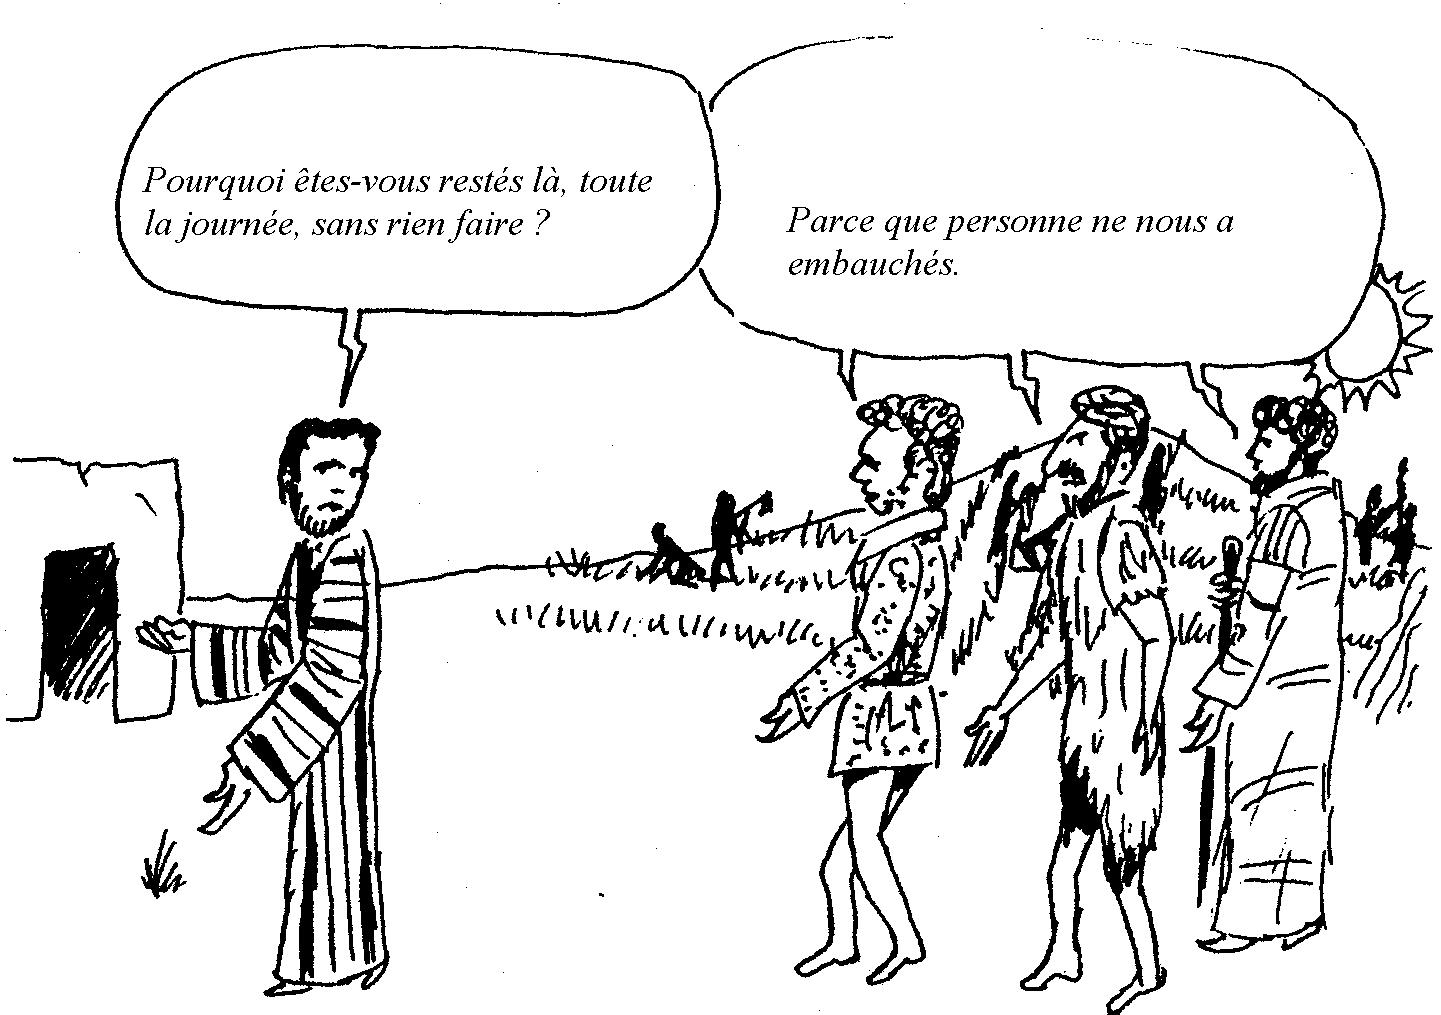 Pourquoi êtes-vous restés là, toute
la journée, sans rien faire ?
Parce que personne ne nous a
embauchés.